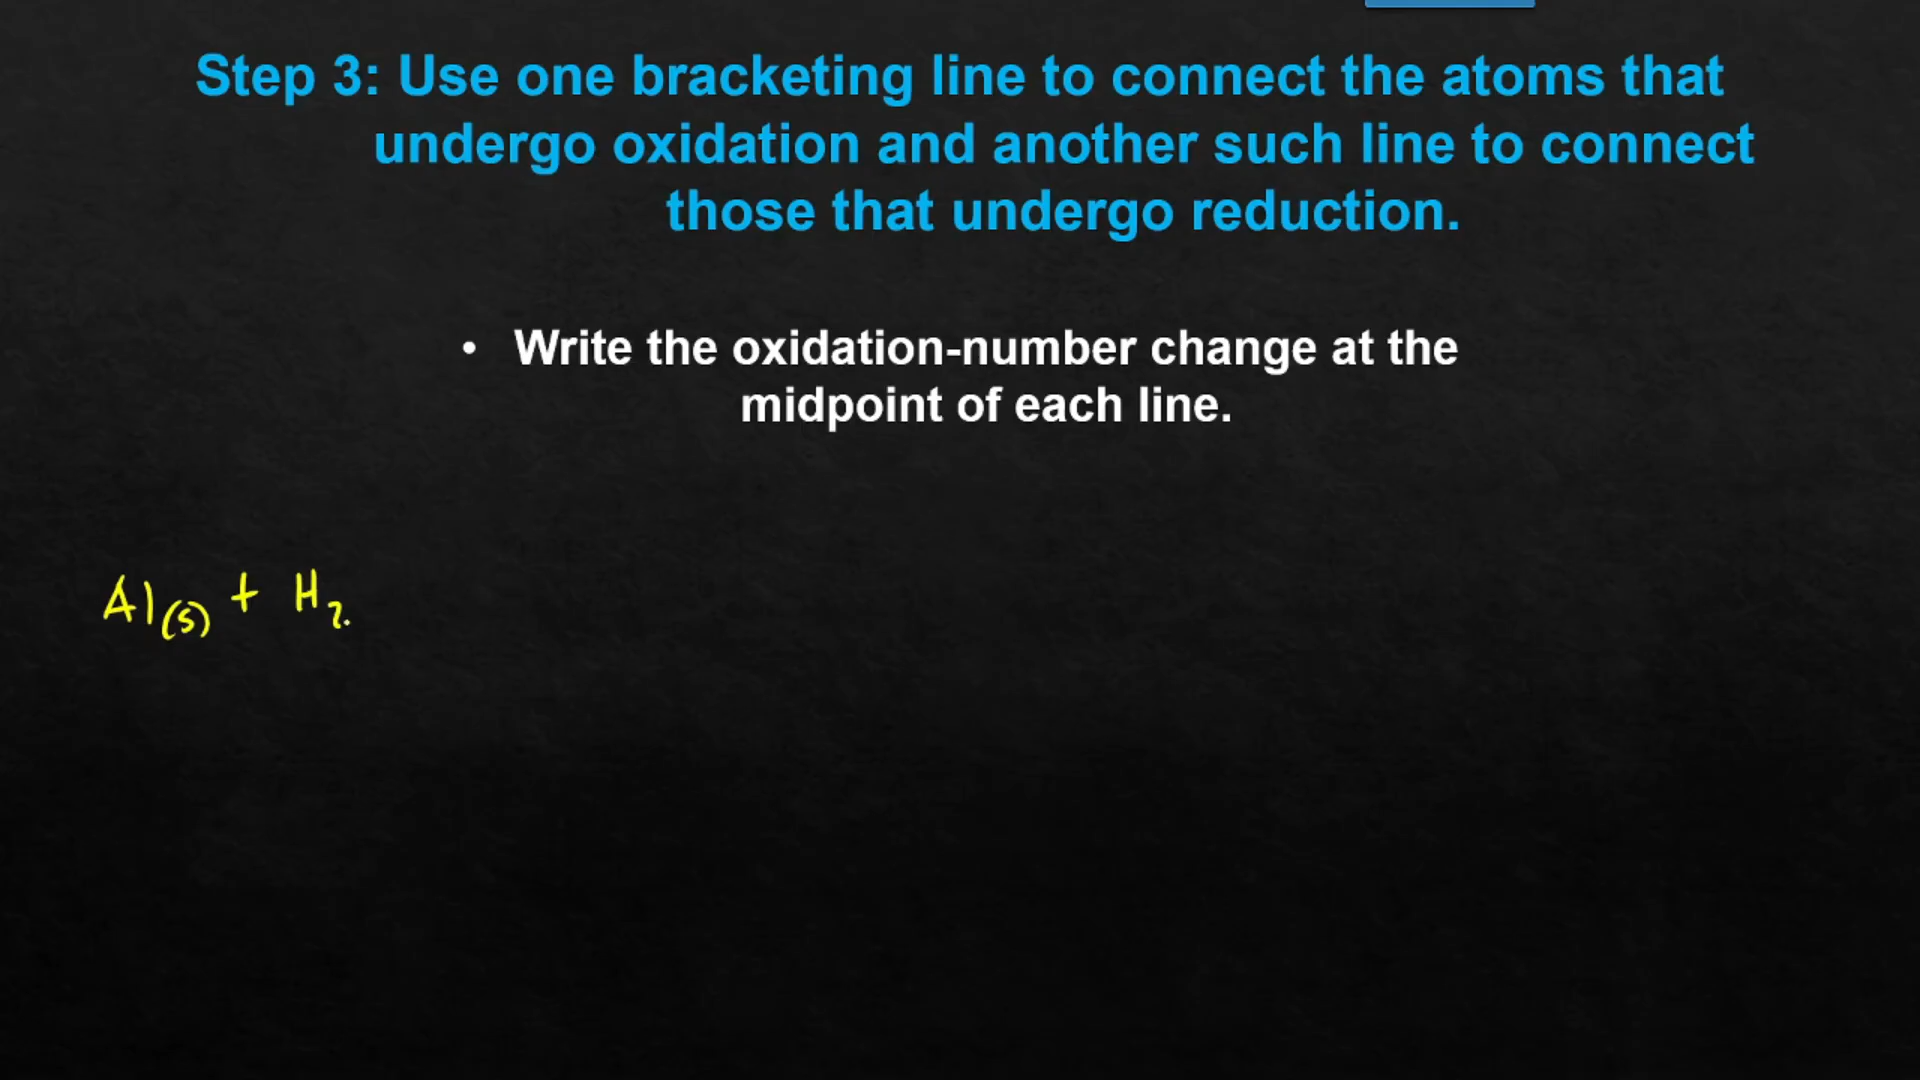 Step 3: Use one bracketing line to connect the atoms that
undergo oxidation and another such line to connect
those that undergo reduction.
• Write the oxidation-number change at the
midpoint of each line.
Al(s) + H2